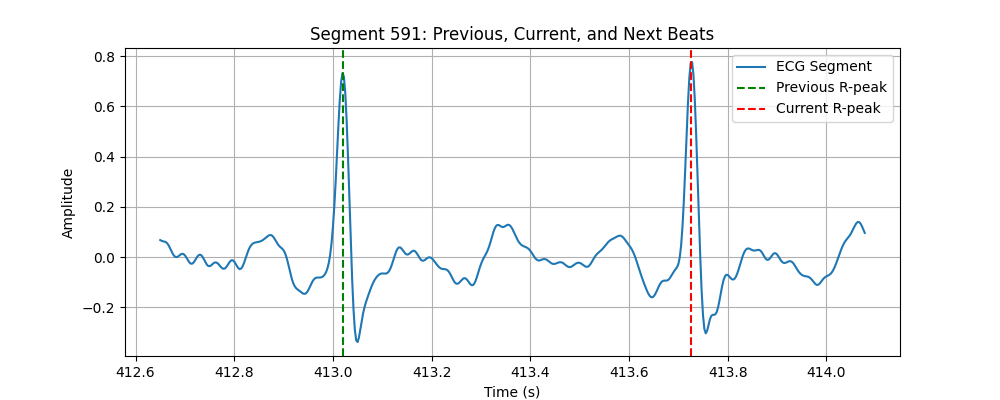 Segment 591: Previous, Current, and Next Beats
ECG Segment
Previous R-peak
Current R-peak
0.8
0.6
0.4
0.2
0.0
−0.2
Amplitude
412.6 412.8 413.0 413.2 413.4 413.6 413.8 414.0
Time (s)